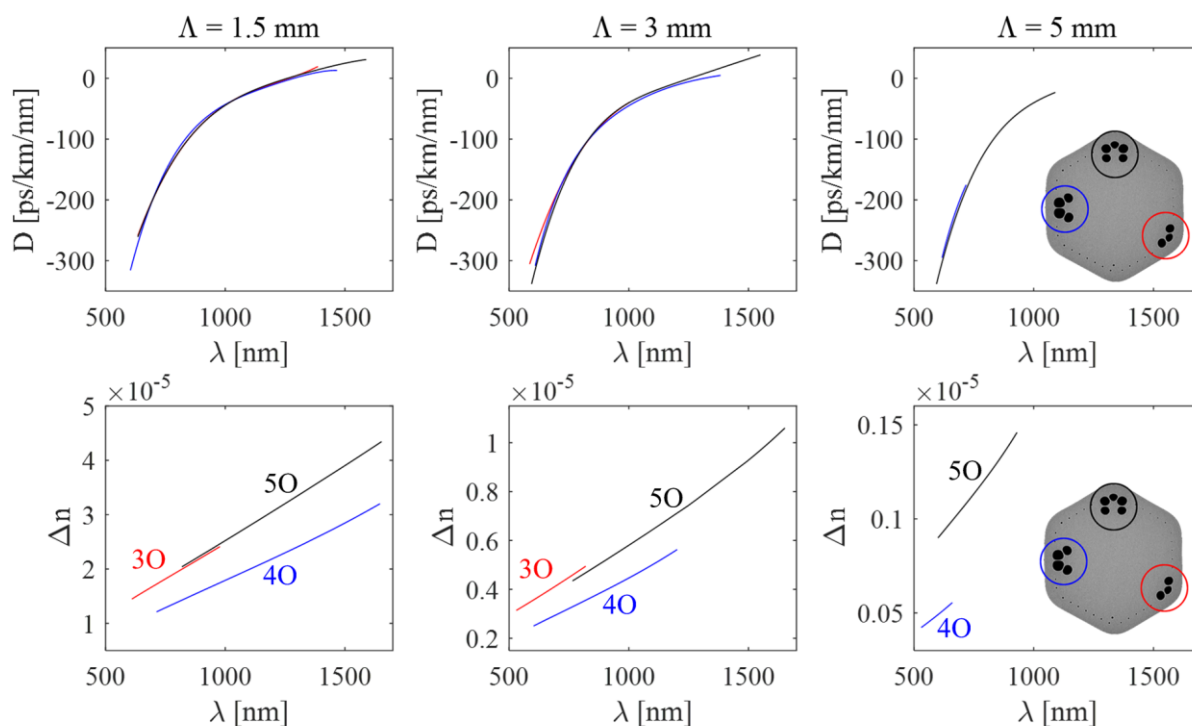 Λ = 1.5 mm
Λ = 3 mm
Λ = 5 mm
D [ps/km/nm]
0
-100
-200
-300
500
1000
1500
λ [nm]
D [ps/km/nm]
0
-100
-200
-300
500
1000
1500
λ [nm]
D [ps/km/nm]
0
-100
-200
-300
500
1000
1500
λ [nm]
×10⁻⁵
Δn
5
4
3
2
1
5O
3O
4O
500
1000
1500
λ [nm]
×10⁻⁵
Δn
1
0.8
0.6
0.4
0.2
5O
3O
4O
500
1000
1500
λ [nm]
×10⁻⁵
Δn
0.15
0.1
0.05
5O
4O
500
1000
1500
λ [nm]